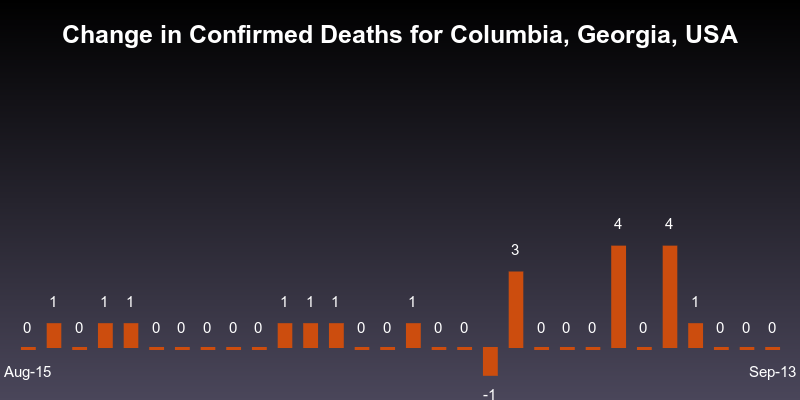 Change in Confirmed Deaths for Columbia, Georgia, USA
4 4
3
1 1 1 1 1 1 1 1
0 0 0 0 0 0 0 0 0 0 0 0 0 0 0 0 0 0
Aug-15 Sep-13
-1